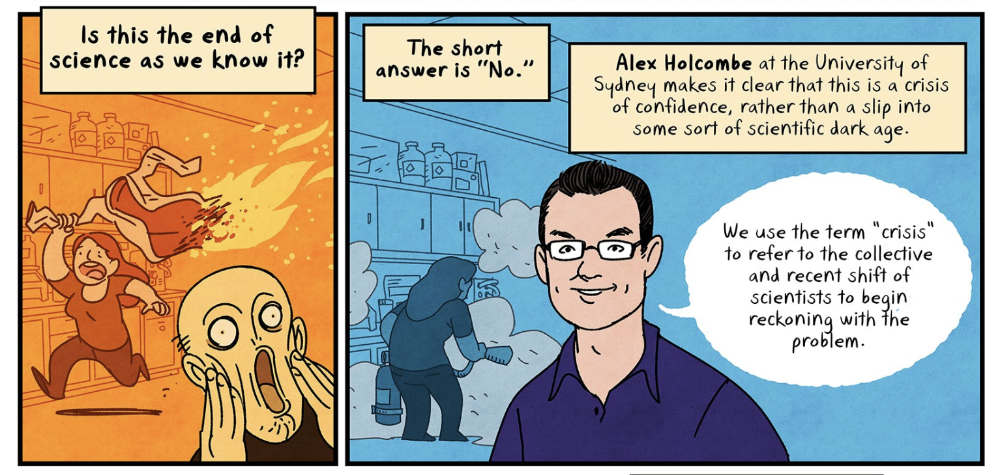 Is this the end of
science as we know it?
The short
answer is "No."
Alex Holcombe at the University of
Sydney makes it clear that this is a crisis
of confidence, rather than a slip into
some sort of scientific dark age.
We use the term "crisis"
to refer to the collective
and recent shift of
scientists to begin
reckoning with the
problem.